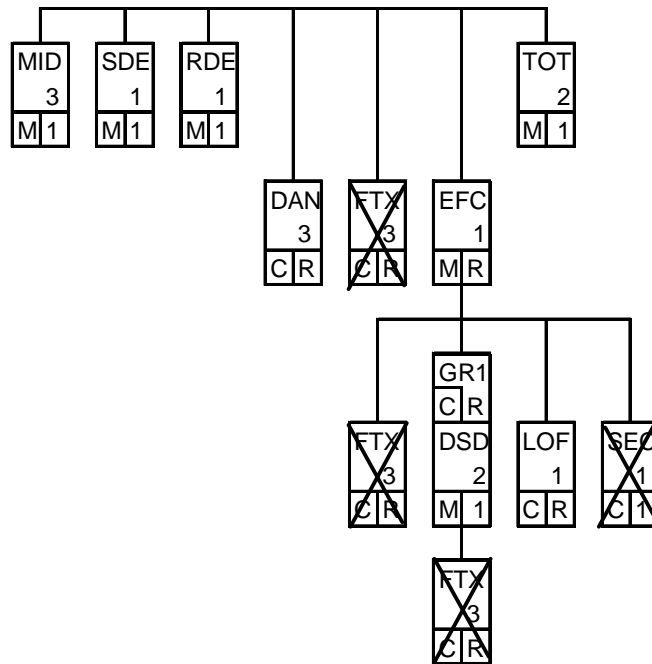 MID SDE RDE TOT
3 1 1 2
M 1 M 1 M 1 M 1
DAN FTX EFC
3 3 1
C R C R M R
GR1
C R
FTX DSD LOF SEC
3 2 1 1
C R M 1 C R C 1
FTX
3
C R